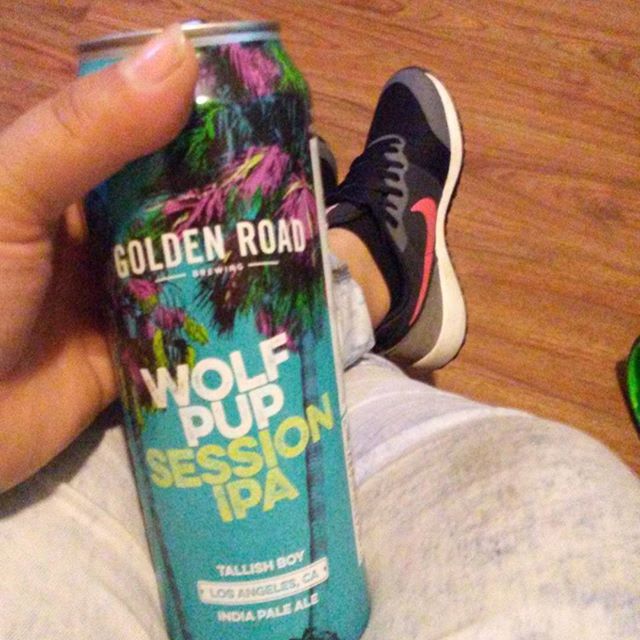 GOLDEN ROAD
BREWING
WOLF
PUP
SESSION
IPA
TALLISH BOY
LOS ANGELES, CA
INDIA PALE ALE